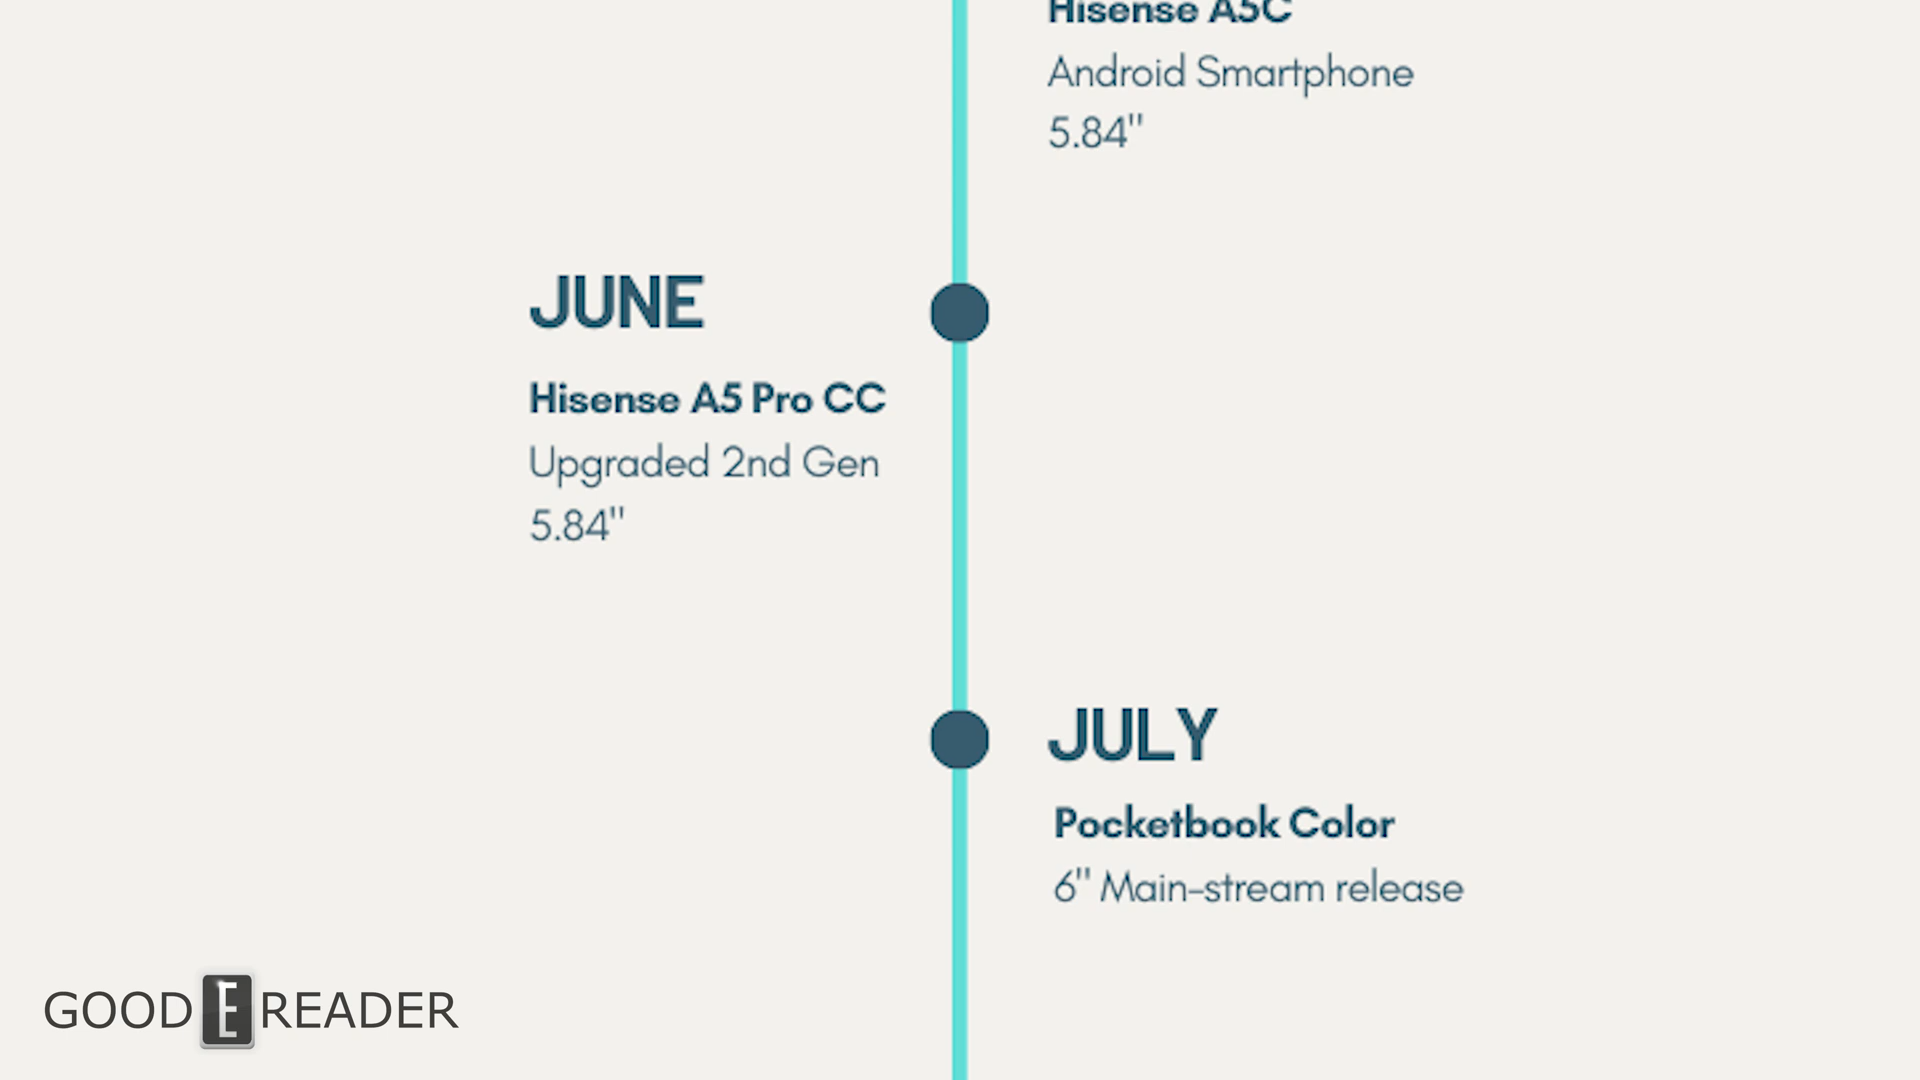 Hisense A5C
Android Smartphone
5.84"
JUNE
Hisense A5 Pro CC
Upgraded 2nd Gen
5.84"
JULY
Pocketbook Color
6" Main-stream release
GOOD E READER